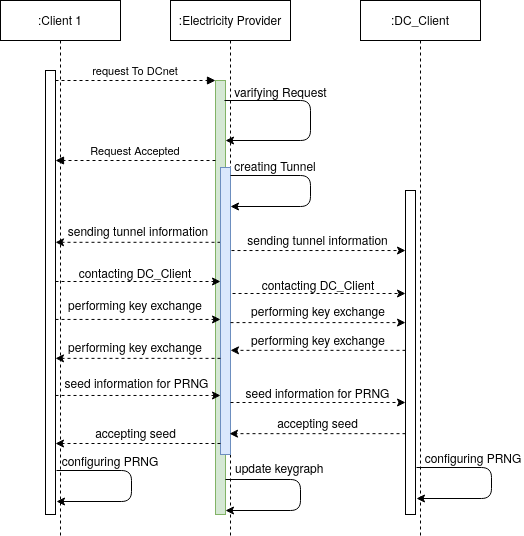 :Client 1
:Electricity Provider
:DC_Client
request To DCnet
varifying Request
Request Accepted
creating Tunnel
sending tunnel information
sending tunnel information
contacting DC_Client
contacting DC_Client
performing key exchange
performing key exchange
performing key exchange
performing key exchange
seed information for PRNG
seed information for PRNG
accepting seed
accepting seed
configuring PRNG
configuring PRNG
update keygraph